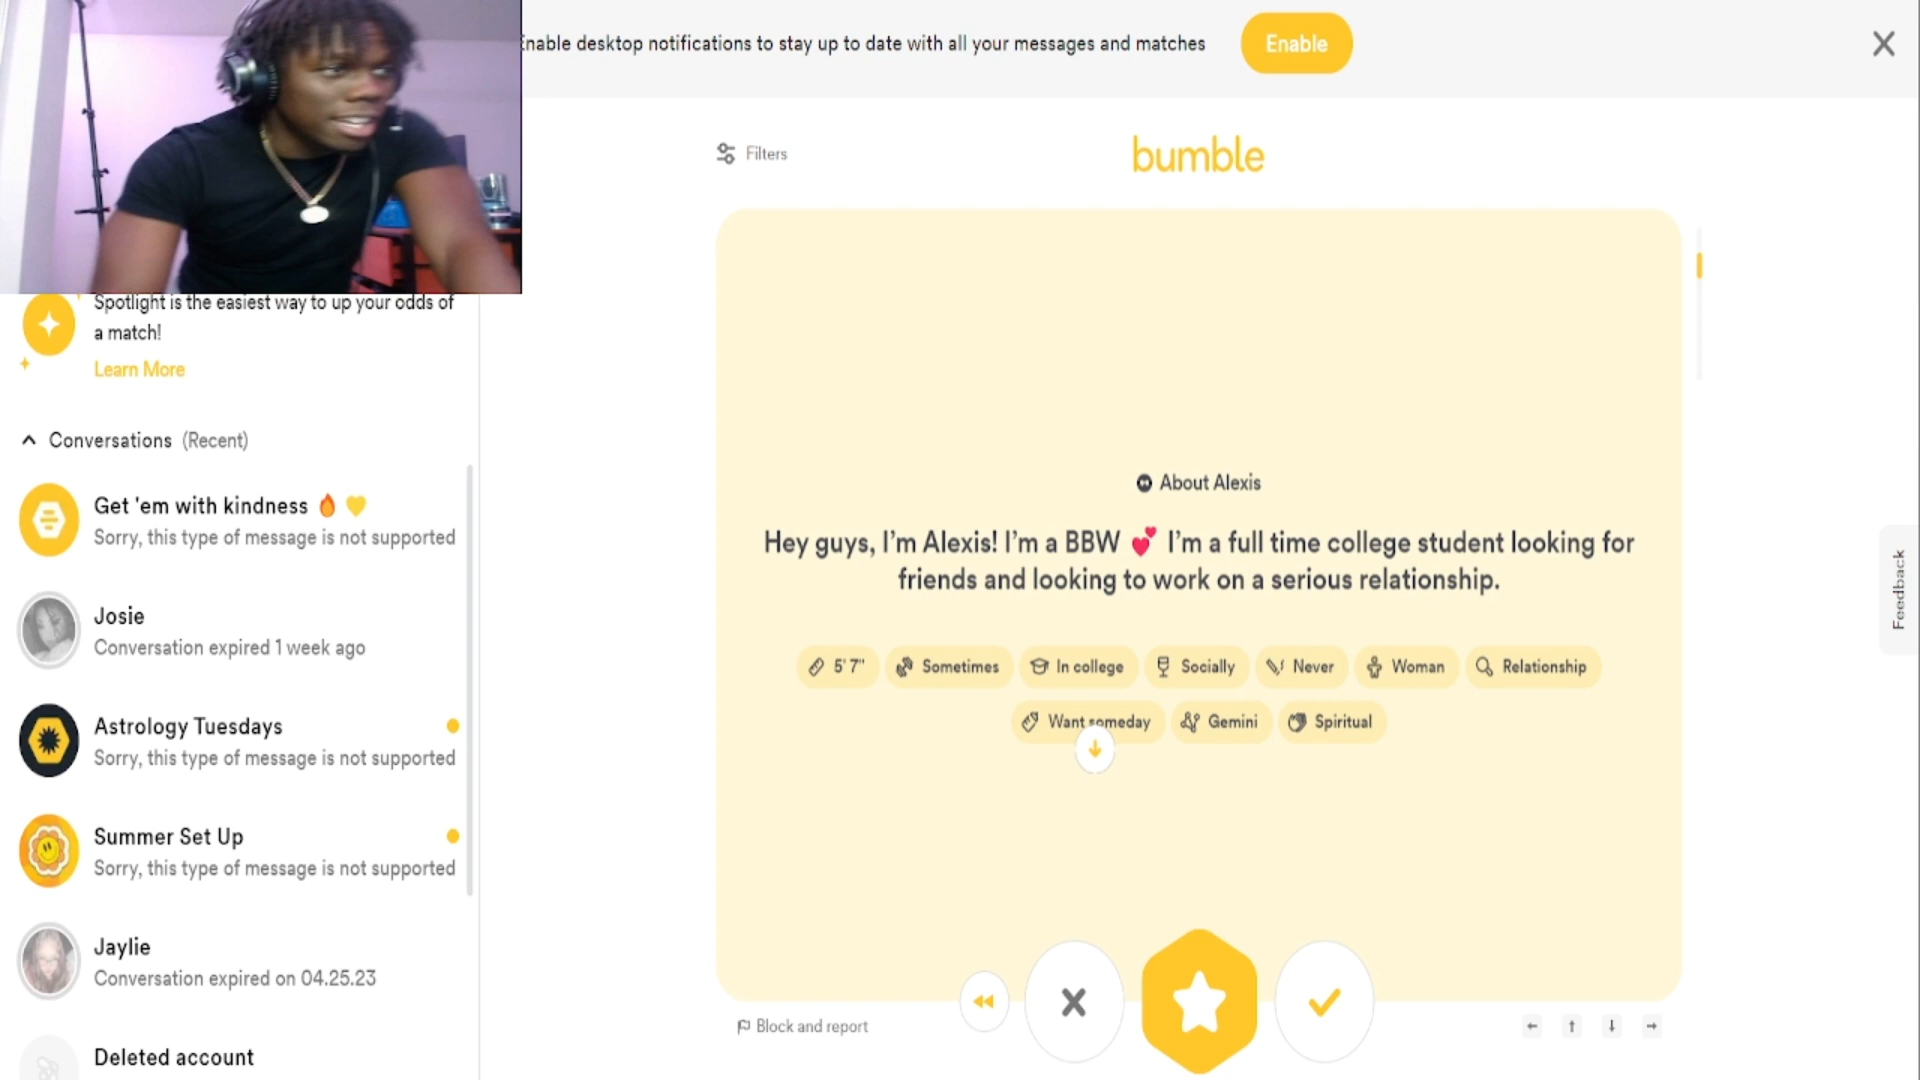 Enable desktop notifications to stay up to date with all your messages and matches
Enable
Filters
bumble
Spotlight is the easiest way to up your odds of
a match!
Learn More
Conversations (Recent)
Get 'em with kindness 🔥 💛
Sorry, this type of message is not supported
Josie
Conversation expired 1 week ago
Astrology Tuesdays
Sorry, this type of message is not supported
Summer Set Up
Sorry, this type of message is not supported
Jaylie
Conversation expired on 04.25.23
Deleted account
About Alexis
Hey guys, I'm Alexis! I'm a BBW 💕 I'm a full time college student looking for
friends and looking to work on a serious relationship.
5' 7" Sometimes In college Socially Never Woman Relationship
Want someday Gemini Spiritual
Block and report
Feedback